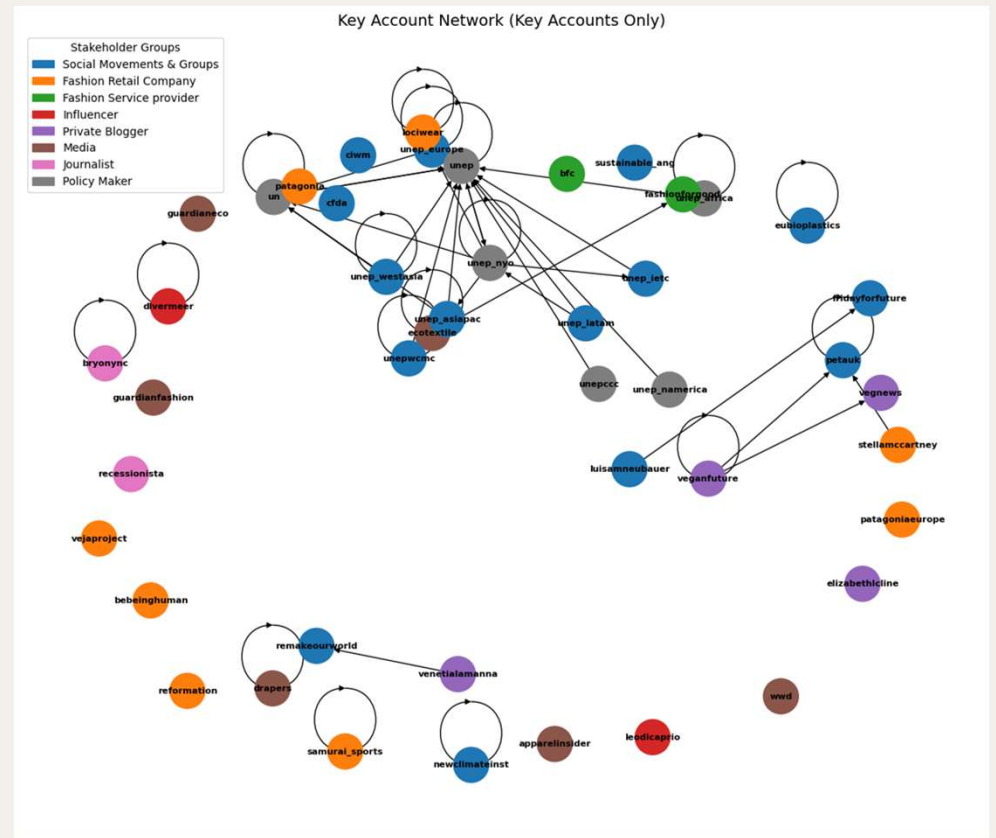 Key Account Network (Key Accounts Only)
Stakeholder Groups
Social Movements & Groups
Fashion Retail Company
Fashion Service provider
Influencer
Private Blogger
Media
Journalist
Policy Maker
lociwear
unep_europe
ciwm
unep
sustainable_ang
bfc
patagonia
un
cfda
fashionforgood
unep_africa
guardianeco
eubioplastics
unep_nyo
unep_westasia
unep_ietc
divermeer
ffidayforfuture
unep_asiapac
unep_latam
ecotextile
bryonync
unepwcmc
petauk
unepccc
unep_namerica
vegnews
guardianfashion
stellamccartney
recessionista
luisamneubauer
veganfuture
patagoniaeurope
vejaproject
elizabethlcline
bebeinghuman
remakeourworld
venetialamanna
reformation
drapers
wwd
samurai_sports
apparelinsider
leodicaprio
newclimateinst